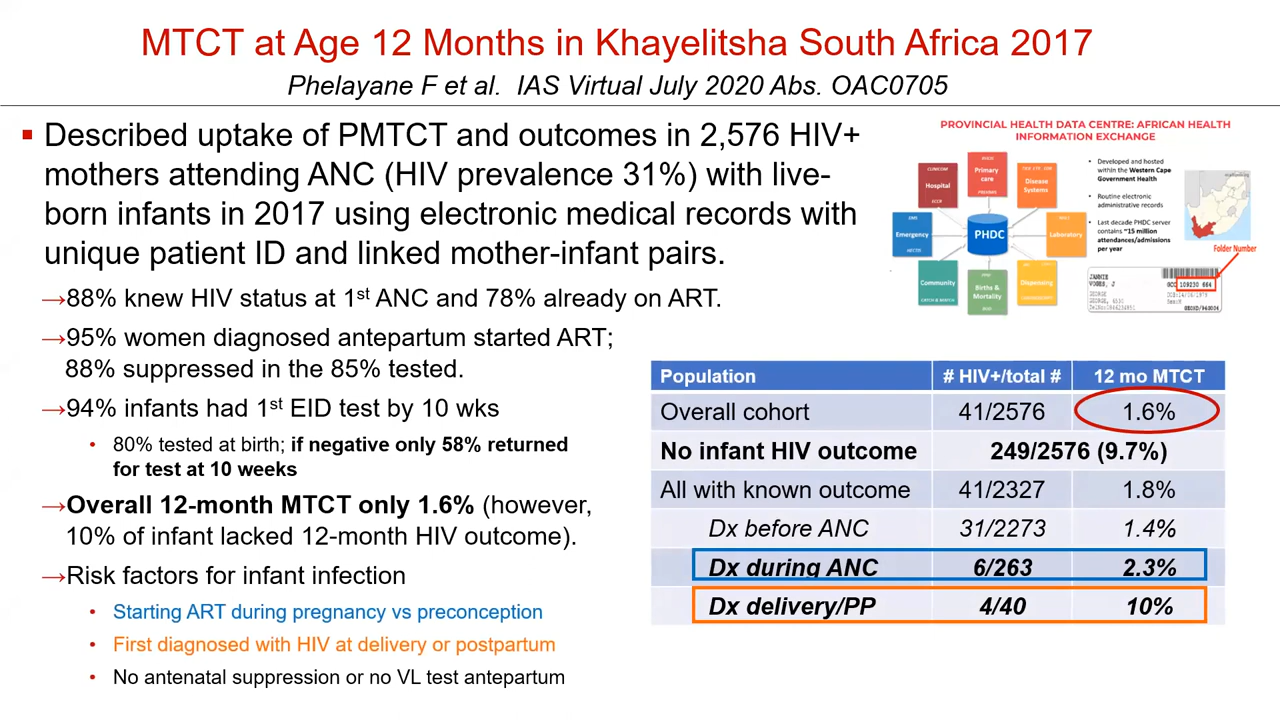 MTCT at Age 12 Months in Khayelitsha South Africa 2017
Phelayane F et al. IAS Virtual July 2020 Abs. OAC0705
▪ Described uptake of PMTCT and outcomes in 2,576 HIV+
mothers attending ANC (HIV prevalence 31%) with live-
born infants in 2017 using electronic medical records with
unique patient ID and linked mother-infant pairs.
→88% knew HIV status at 1st ANC and 78% already on ART.
→95% women diagnosed antepartum started ART;
88% suppressed in the 85% tested.
→94% infants had 1st EID test by 10 wks
• 80% tested at birth; if negative only 58% returned
for test at 10 weeks
→Overall 12-month MTCT only 1.6% (however,
10% of infant lacked 12-month HIV outcome).
→Risk factors for infant infection
• Starting ART during pregnancy vs preconception
• First diagnosed with HIV at delivery or postpartum
• No antenatal suppression or no VL test antepartum
PROVINCIAL HEALTH DATA CENTRE: AFRICAN HEALTH
INFORMATION EXCHANGE
Hospital
Primary
care
Disease
Systems
Emergency
PHDC
Laboratory
Community
Births &
Mortality
Dispensing
• Developed and hosted
within the Western Cape
Government Health
• Routine electronic
administrative records
• Last decade PHDC server
contains ~15 million
attendances/admissions
per year
Folder Number
JANNIE
VOGES, J
109230 664
Population # HIV+/total # 12 mo MTCT
Overall cohort 41/2576 1.6%
No infant HIV outcome 249/2576 (9.7%)
All with known outcome 41/2327 1.8%
Dx before ANC 31/2273 1.4%
Dx during ANC 6/263 2.3%
Dx delivery/PP 4/40 10%